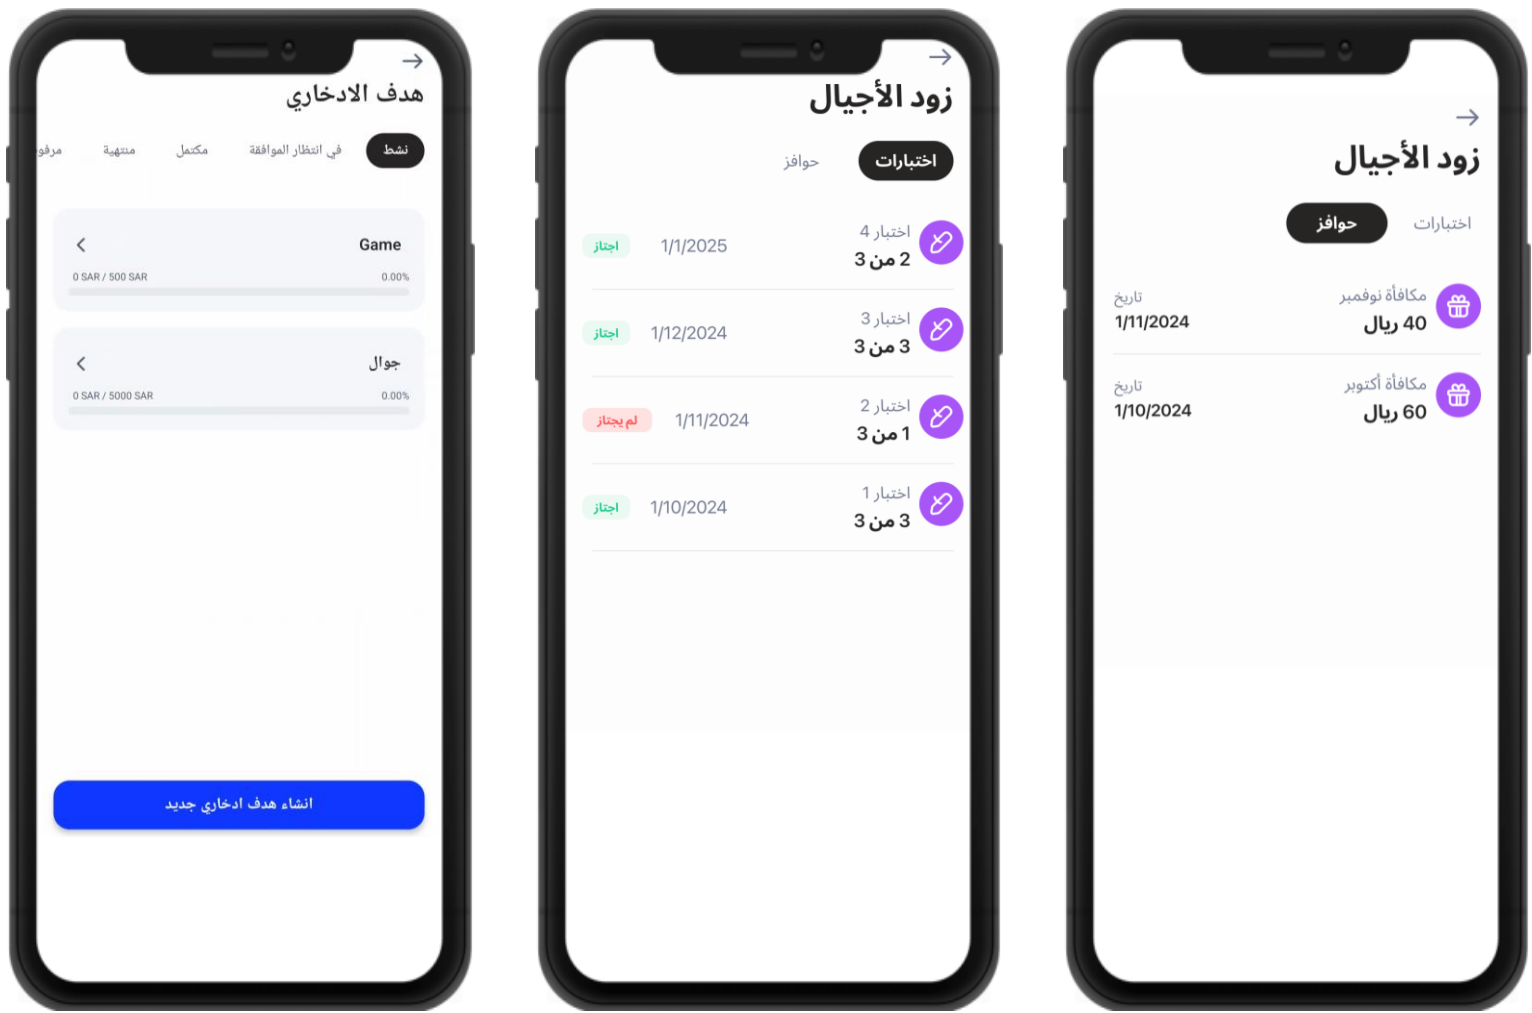 هدف الادخاري
نشط
في انتظار الموافقة
مكتمل
منتهية
مرفو
Game
0.00%
0 SAR / 500 SAR
جوال
0.00%
0 SAR / 5000 SAR
انشاء هدف ادخاري جديد
زود الأجيال
اختبارات
حوافز
اختبار 4
2 من 3
1/1/2025
اجتاز
اختبار 3
3 من 3
1/12/2024
اجتاز
اختبار 2
1 من 3
1/11/2024
لم يجتاز
اختبار 1
3 من 3
1/10/2024
اجتاز
زود الأجيال
اختبارات
حوافز
مكافأة نوفمبر
40 ريال
تاريخ
1/11/2024
مكافأة أكتوبر
60 ريال
تاريخ
1/10/2024